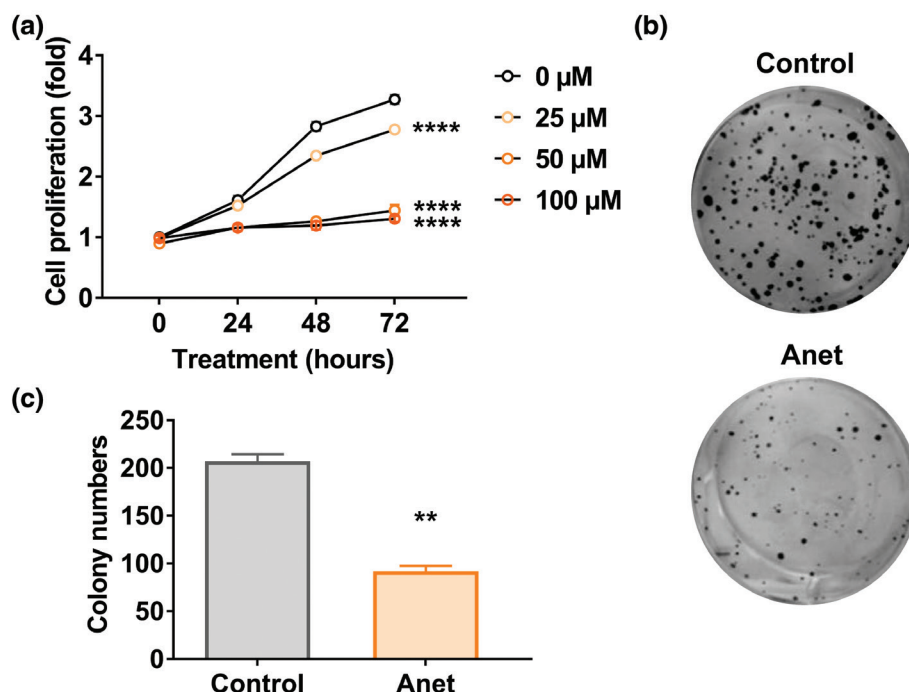 (a)
Cell proliferation (fold)
4
3
2
1
0
0
24
48
72
Treatment (hours)
****
****
****
0 µM
25 µM
50 µM
100 µM
(b)
Control
Anet
(c)
Colony numbers
250
200
150
100
50
0
**
Control
Anet